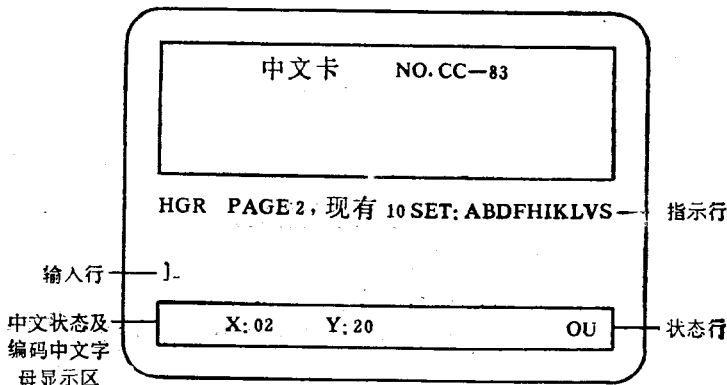 中文卡 NO. CC—83
HGR PAGE 2, 现有 10 SET: ABDFHIKLVS
指示行
输入行
]_
中文状态及
编码中文字
母显示区
X: 02 Y: 20 OU
状态行